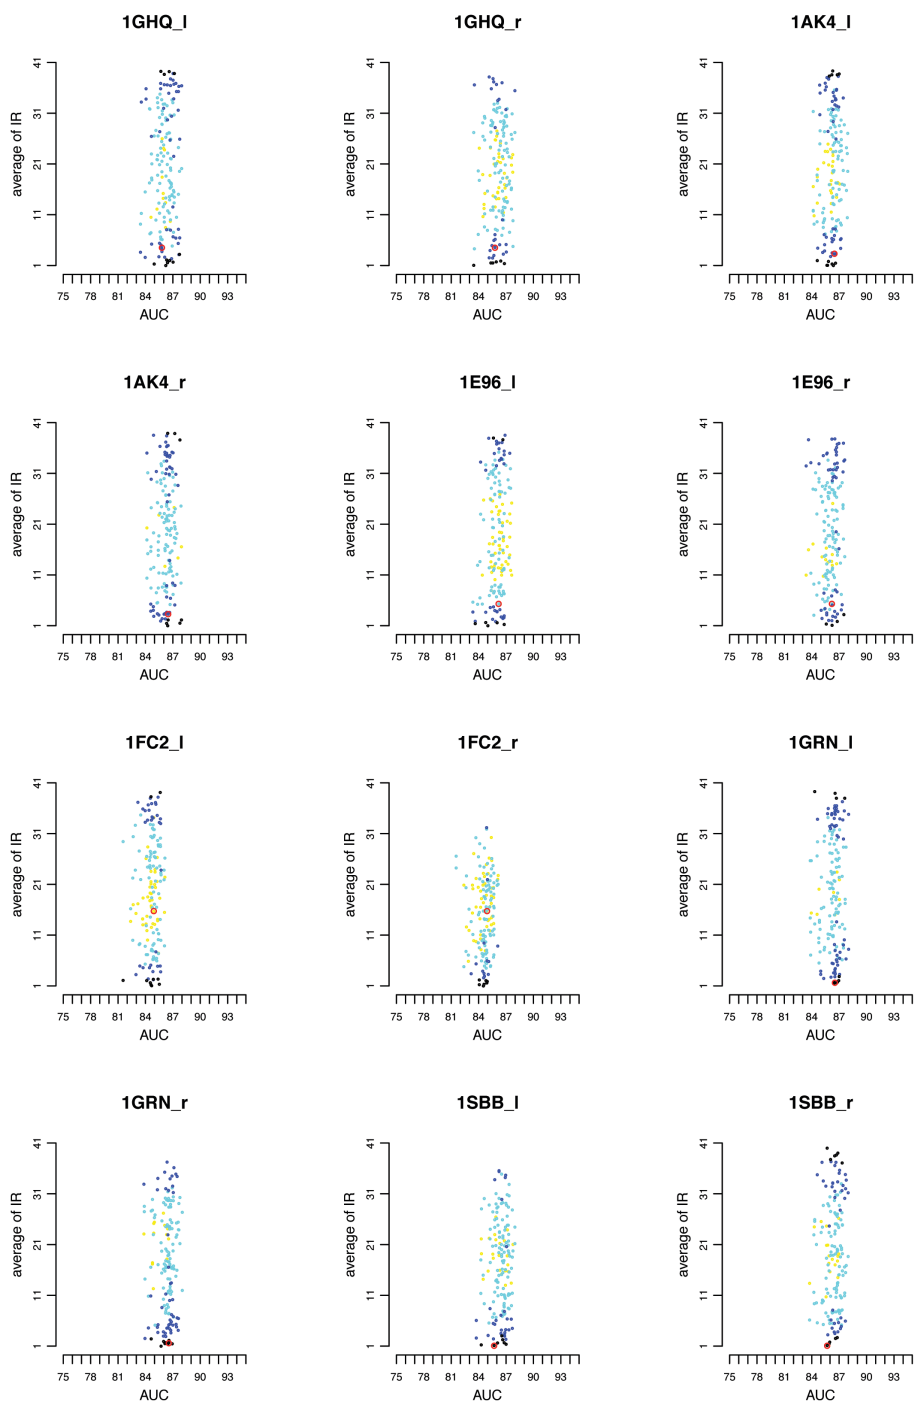 1GHQ_l 1GHQ_r 1AK4_l
average of IR 1 11 21 31 41 average of IR 1 11 21 31 41 average of IR 1 11 21 31 41
75 78 81 84 87 90 93 75 78 81 84 87 90 93 75 78 81 84 87 90 93
AUC AUC AUC
1AK4_r 1E96_l 1E96_r
average of IR 1 11 21 31 41 average of IR 1 11 21 31 41 average of IR 1 11 21 31 41
75 78 81 84 87 90 93 75 78 81 84 87 90 93 75 78 81 84 87 90 93
AUC AUC AUC
1FC2_l 1FC2_r 1GRN_l
average of IR 1 11 21 31 41 average of IR 1 11 21 31 41 average of IR 1 11 21 31 41
75 78 81 84 87 90 93 75 78 81 84 87 90 93 75 78 81 84 87 90 93
AUC AUC AUC
1GRN_r 1SBB_l 1SBB_r
average of IR 1 11 21 31 41 average of IR 1 11 21 31 41 average of IR 1 11 21 31 41
75 78 81 84 87 90 93 75 78 81 84 87 90 93 75 78 81 84 87 90 93
AUC AUC AUC